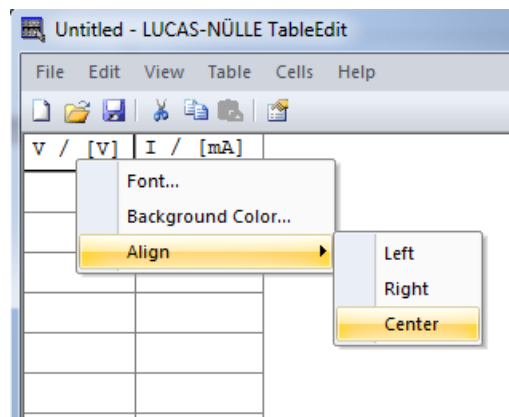 Untitled - LUCAS-NÜLLE TableEdit
File Edit View Table Cells Help
V / [V] I / [mA]
Font...
Background Color...
Align
Left
Right
Center